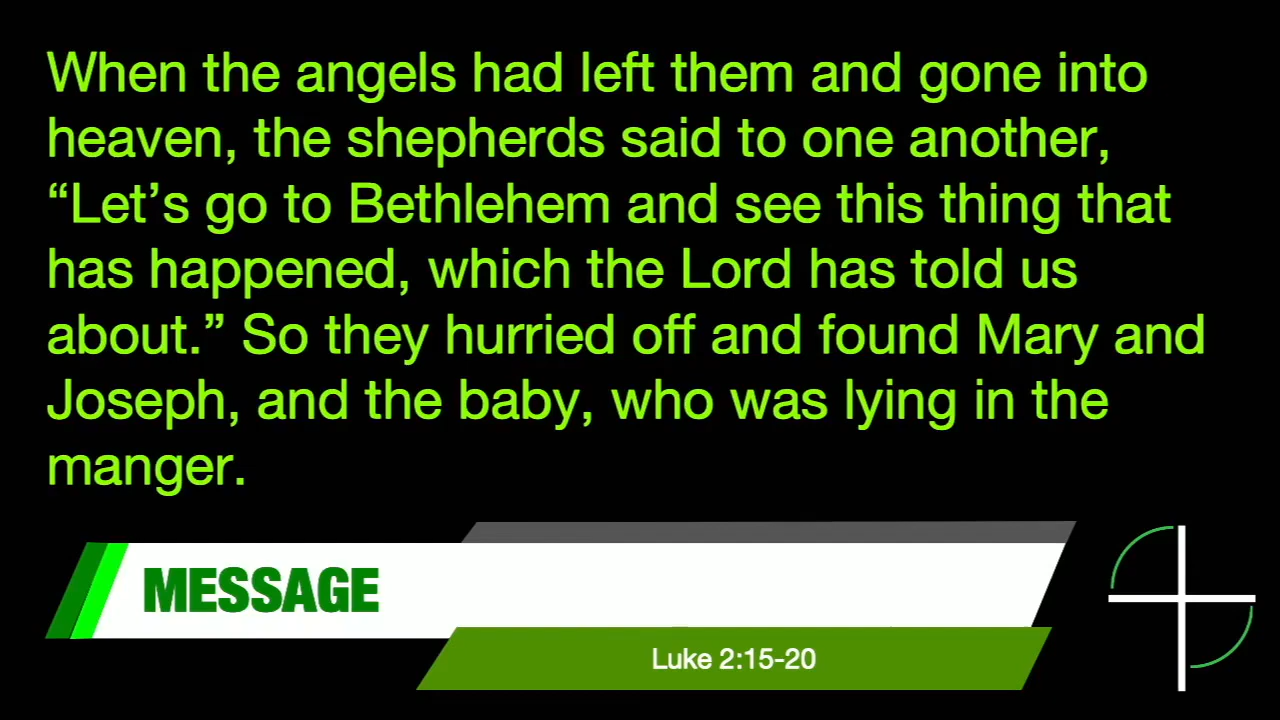 When the angels had left them and gone into
heaven, the shepherds said to one another,
“Let’s go to Bethlehem and see this thing that
has happened, which the Lord has told us
about.” So they hurried off and found Mary and
Joseph, and the baby, who was lying in the
manger.
MESSAGE
Luke 2:15-20